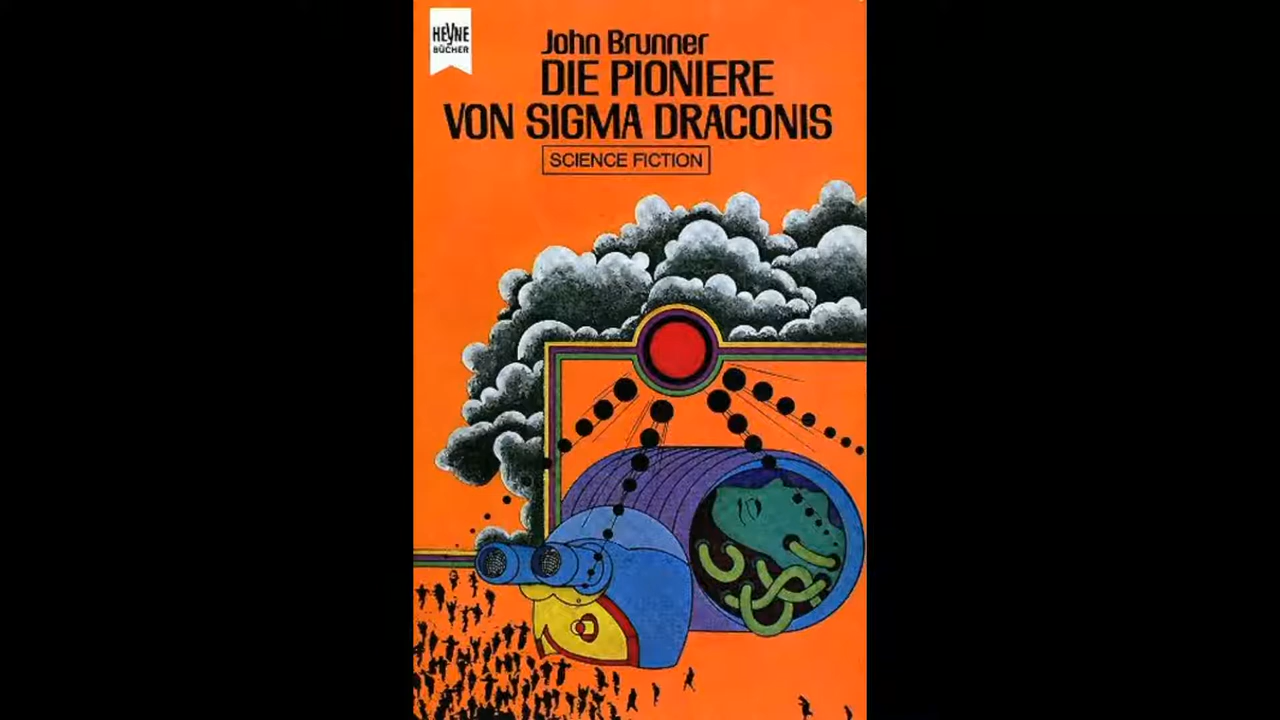 HEYNE
BÜCHER
John Brunner
DIE PIONIERE
VON SIGMA DRACONIS
SCIENCE FICTION